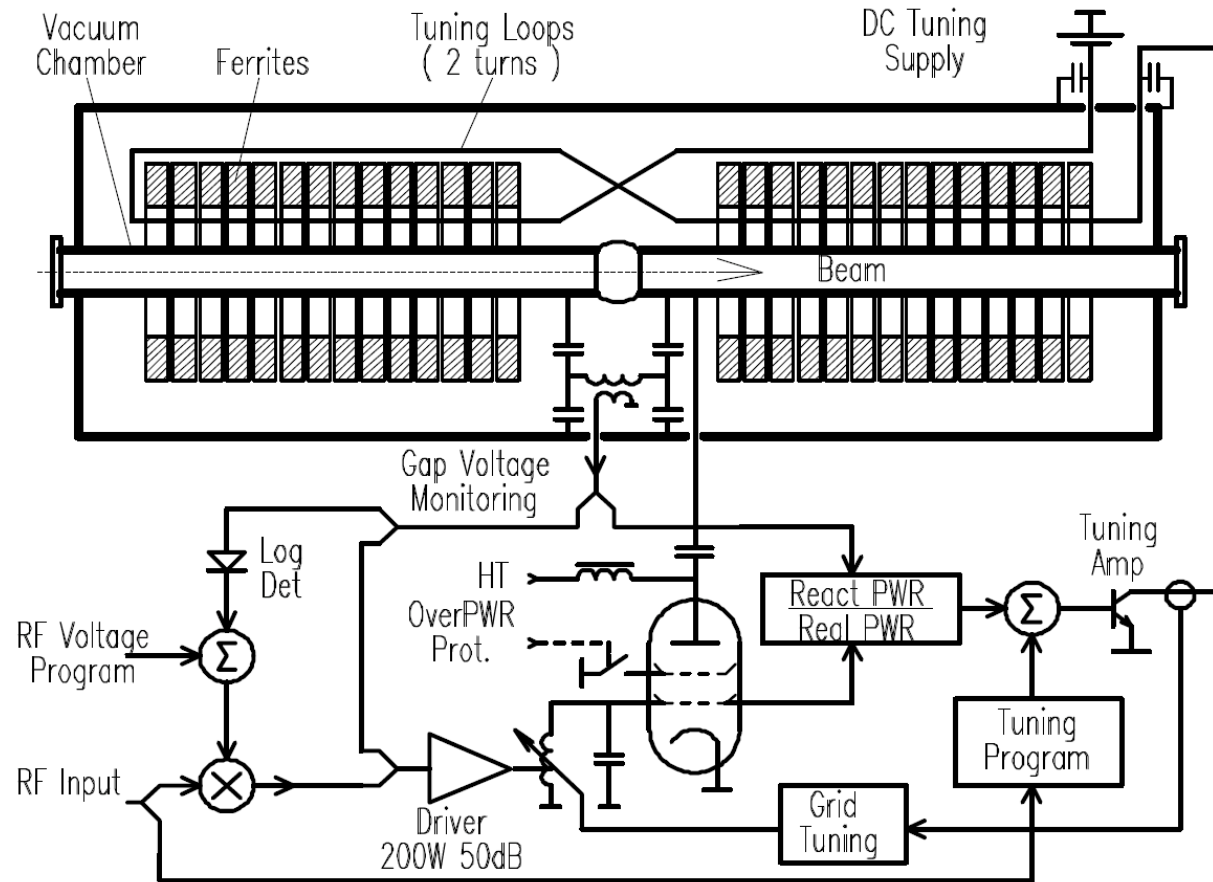 Vacuum
Chamber
Ferrites
Tuning Loops
( 2 turns )
DC Tuning
Supply
Beam
Gap Voltage
Monitoring
Log
Det
HT
OverPWR
Prot.
RF Voltage
Program
Σ
React PWR
Real PWR
Σ
Tuning
Amp
Tuning
Program
RF Input
Driver
200W 50dB
Grid
Tuning